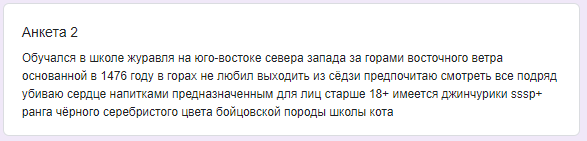 Анкета 2
Обучался в школе журавля на юго-востоке севера запада за горами восточного ветра
основанной в 1476 году в горах не любил выходить из сёдзи предпочитаю смотреть все подряд
убиваю сердце напитками предназначенным для лиц старше 18+ имеется джинчурики sssp+
ранга чёрного серебристого цвета бойцовской породы школы кота